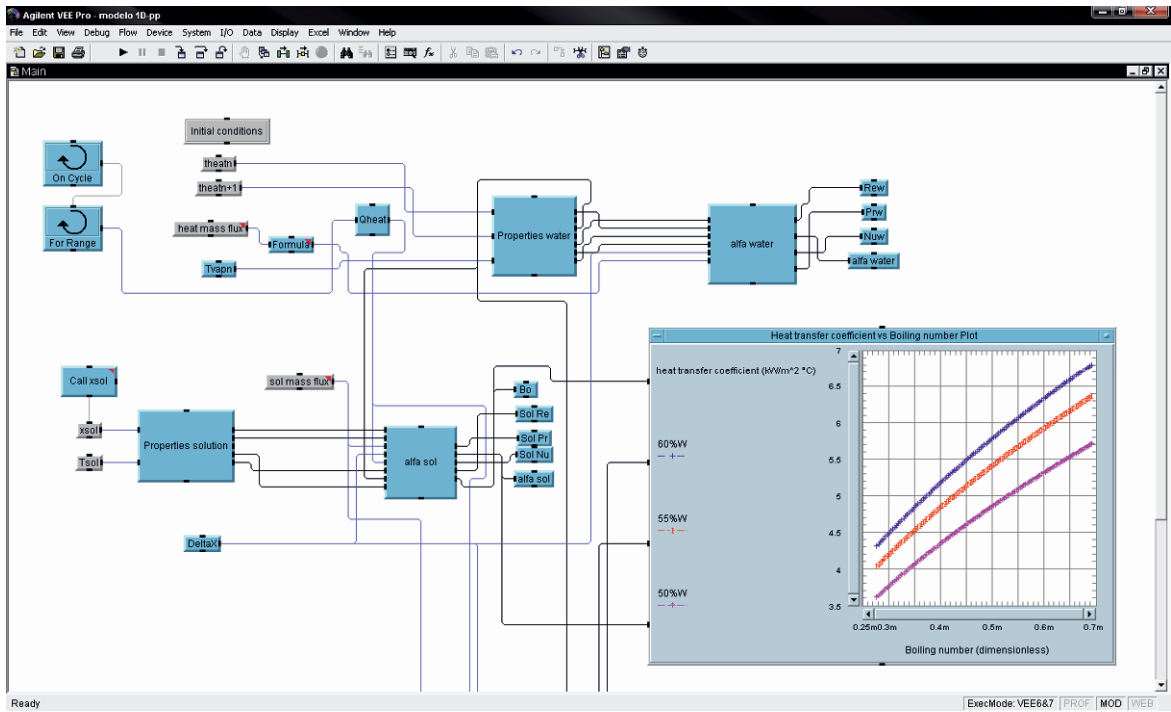 Agilent VEE Pro - modelo 1D-pp
File Edit View Debug Flow Device System I/O Data Display Excel Window Help
Main
Initial conditions
On Cycle
theatn
theatn+1
For Range
heat mass flux
Formula
Qheat
Tvapn
Properties water
alfa water
Rew
Prw
Nuw
alfa water
Call xsol
sol mass flux
xsol
Tsol
Properties solution
alfa sol
Bo
Sol Re
Sol Pr
Sol Nu
alfa sol
DeltaX
Heat transfer coefficient vs Boiling number Plot
heat transfer coefficient (kW/m^2 °C)
60%W
55%W
50%W
7
6.5
6
5.5
5
4.5
4
3.5
0.25m 0.3m 0.4m 0.5m 0.6m 0.7m
Boiling number (dimensionless)
Ready
ExecMode: VEE6&7 PROF MOD WEB